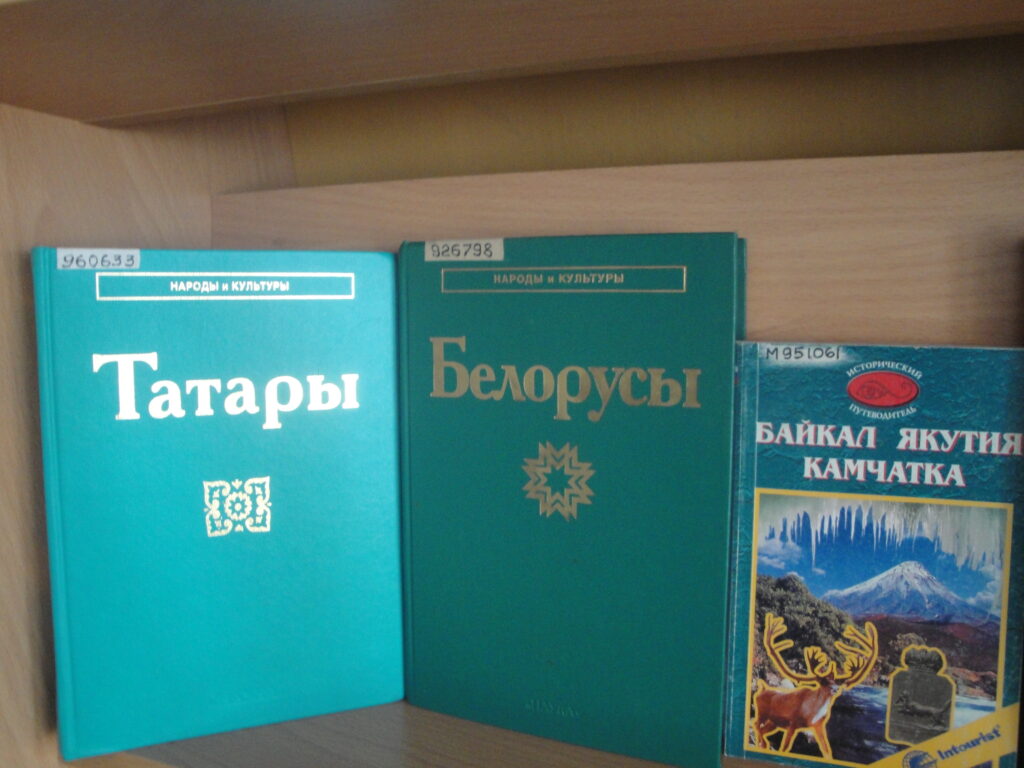 960633
НАРОДЫ и КУЛЬТУРЫ
Татары
926798
НАРОДЫ и КУЛЬТУРЫ
Белорусы
М951061
ИСТОРИЧЕСКИЙ
ПУТЕВОДИТЕЛЬ
БАЙКАЛ ЯКУТИЯ
КАМЧАТКА
Intourist